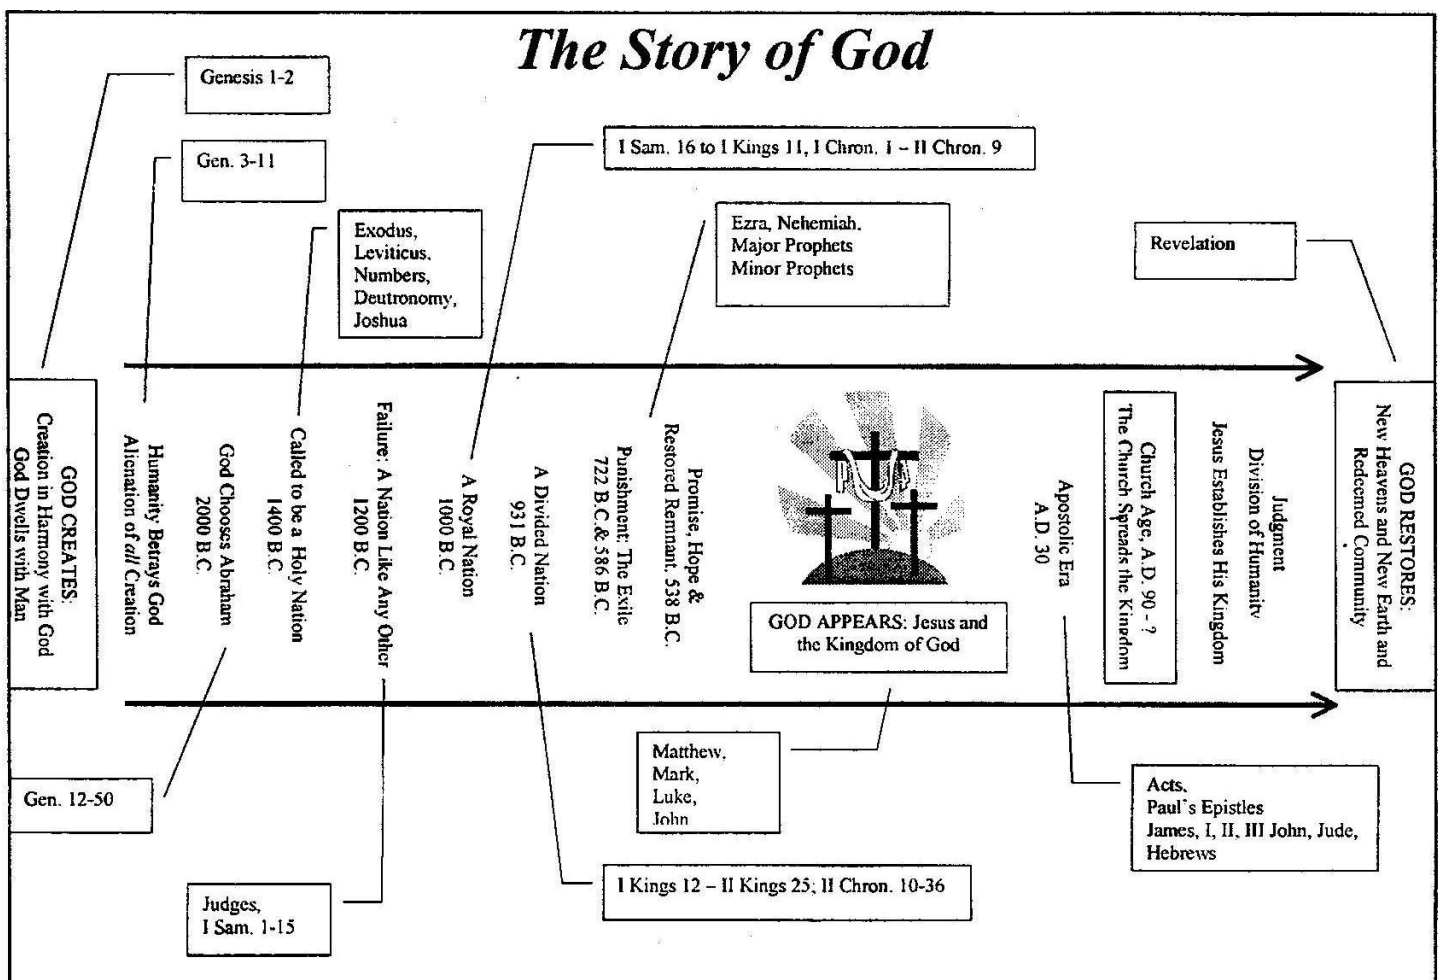 The Story of God
Genesis 1-2
Gen. 3-11
Exodus,
Leviticus,
Numbers,
Deutronomy,
Joshua
I Sam. 16 to I Kings 11, I Chron. 1 – II Chron. 9
Ezra, Nehemiah,
Major Prophets
Minor Prophets
Revelation
GOD CREATES:
Creation in Harmony with God
God Dwells with Man
Humanity Betrays God
Alienation of all Creation
God Chooses Abraham
2000 B.C.
Called to be a Holy Nation
1400 B.C.
Failure: A Nation Like Any Other
1200 B.C.
A Royal Nation
1000 B.C.
A Divided Nation
931 B.C.
Punishment: The Exile
722 B.C.& 586 B.C.
Promise, Hope &
Restored Remnant, 538 B.C.
GOD APPEARS: Jesus and
the Kingdom of God
Apostolic Era
A.D. 30
Church Age, A.D. 90 - ?
The Church Spreads the Kingdom
Judgment
Division of Humanity
Jesus Establishes His Kingdom
GOD RESTORES:
New Heavens and New Earth and
Redeemed Community
Gen. 12-50
Judges,
I Sam. 1-15
Matthew,
Mark,
Luke,
John
I Kings 12 – II Kings 25; II Chron. 10-36
Acts,
Paul's Epistles
James, I, II, III John, Jude,
Hebrews